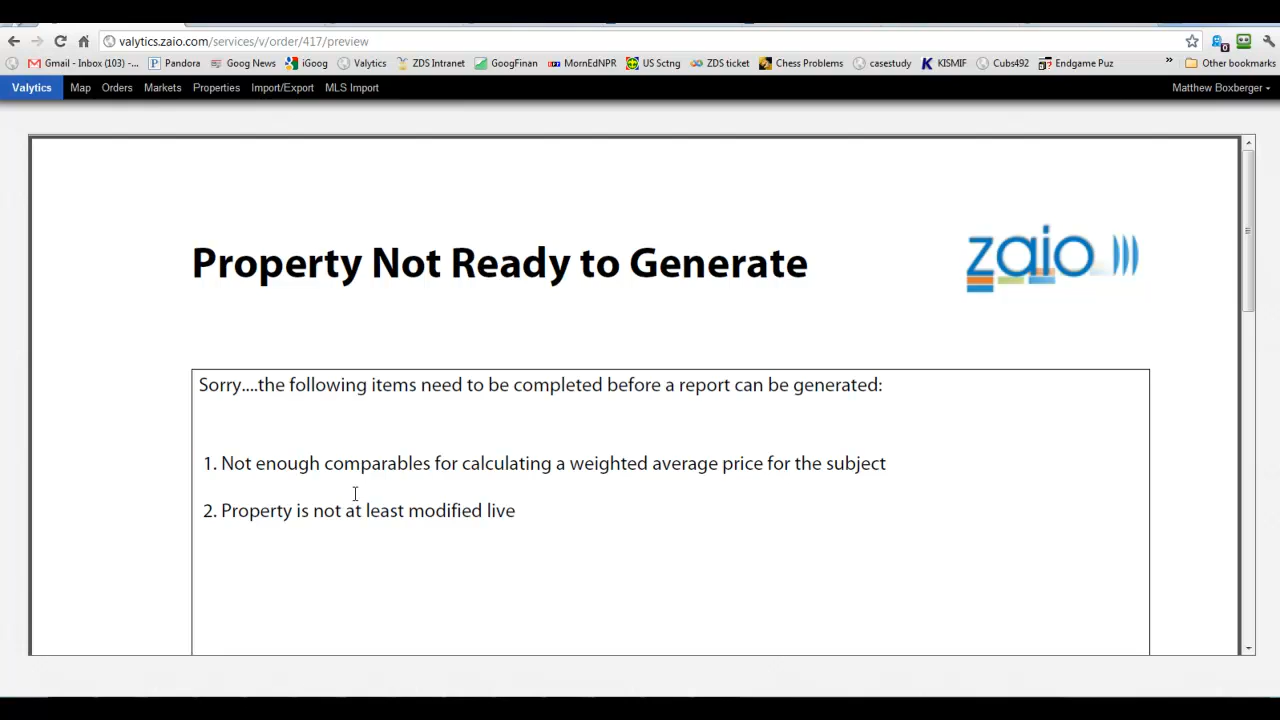 valytics.zaio.com/services/v/order/417/preview
0
Gmail - Inbox (103) -... Pandora Goog News iGoog Valytics ZDS Intranet GoogFinan MornEdNPR US Sctng ZDS ticket Chess Problems casestudy KISMIF Cubs492 Endgame Puz » Other bookmarks
Valytics Map Orders Markets Properties Import/Export MLS Import Matthew Boxberger
Property Not Ready to Generate
zaio
Sorry....the following items need to be completed before a report can be generated:
1. Not enough comparables for calculating a weighted average price for the subject
2. Property is not at least modified live